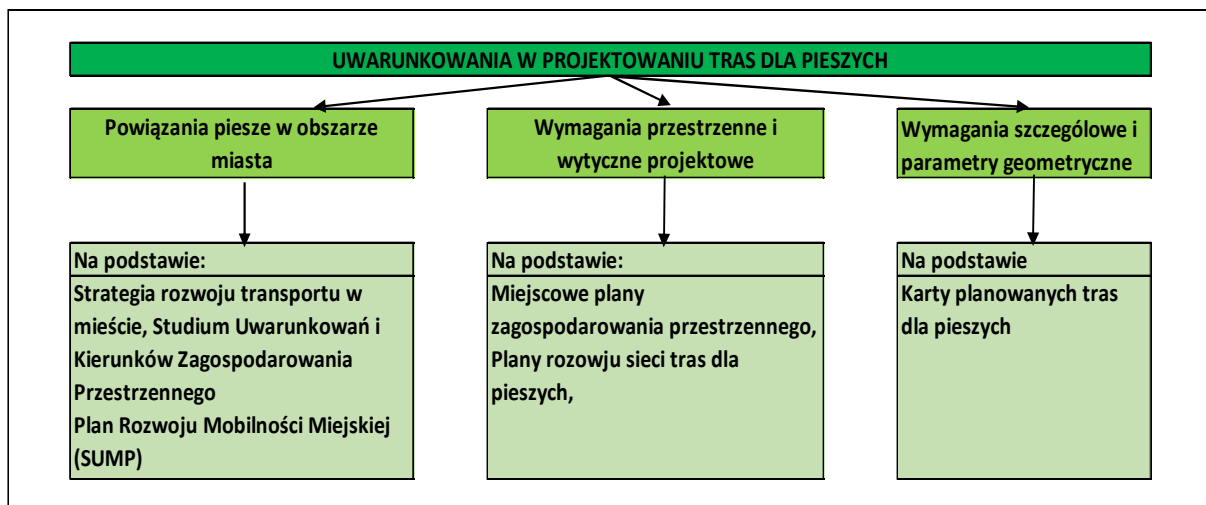 UWARUNKOWANIA W PROJEKTOWANIU TRAS DLA PIESZYCH
Powiązania piesze w obszarze
miasta
Wymagania przestrzenne i
wytyczne projektowe
Wymagania szczególowe i
parametry geometryczne
Na podstawie:
Strategia rozwoju transportu w
mieście, Studium Uwarunkowań i
Kierunków Zagospodarowania
Przestrzennego
Plan Rozwoju Mobilności Miejskiej
(SUMP)
Na podstawie:
Miejscowe plany
zagospodarowania przestrzennego,
Plany rozowju sieci tras dla
pieszych,
Na podstawie
Karty planowanych tras
dla pieszych